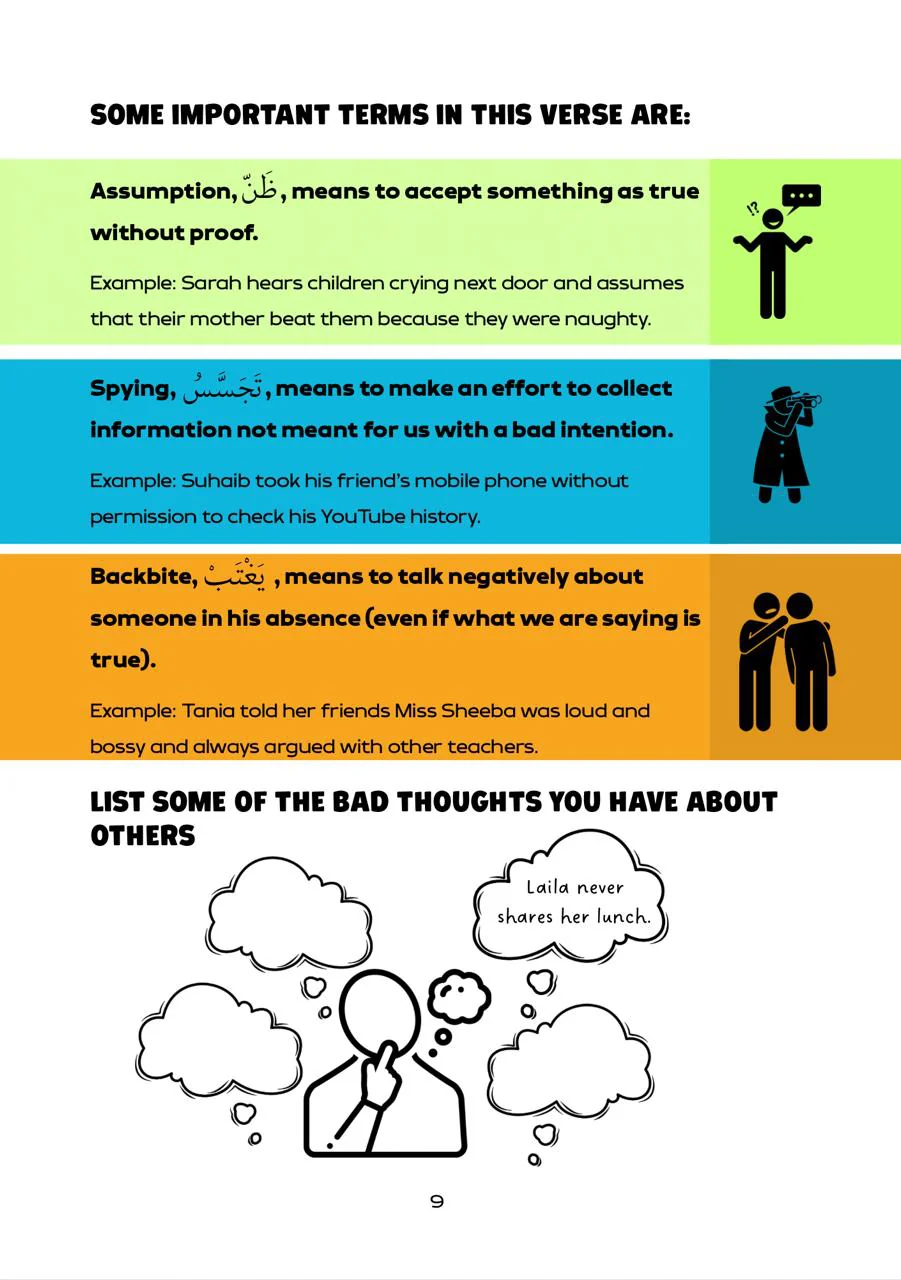 SOME IMPORTANT TERMS IN THIS VERSE ARE:
Assumption, ظَنّ, means to accept something as true
without proof.
Example: Sarah hears children crying next door and assumes
that their mother beat them because they were naughty.
!?
Spying, تَجَسَّسُ, means to make an effort to collect
information not meant for us with a bad intention.
Example: Suhaib took his friend's mobile phone without
permission to check his YouTube history.
Backbite, يَغْتَبْ , means to talk negatively about
someone in his absence (even if what we are saying is
true).
Example: Tania told her friends Miss Sheeba was loud and
bossy and always argued with other teachers.
LIST SOME OF THE BAD THOUGHTS YOU HAVE ABOUT
OTHERS
Laila never
shares her lunch.
9